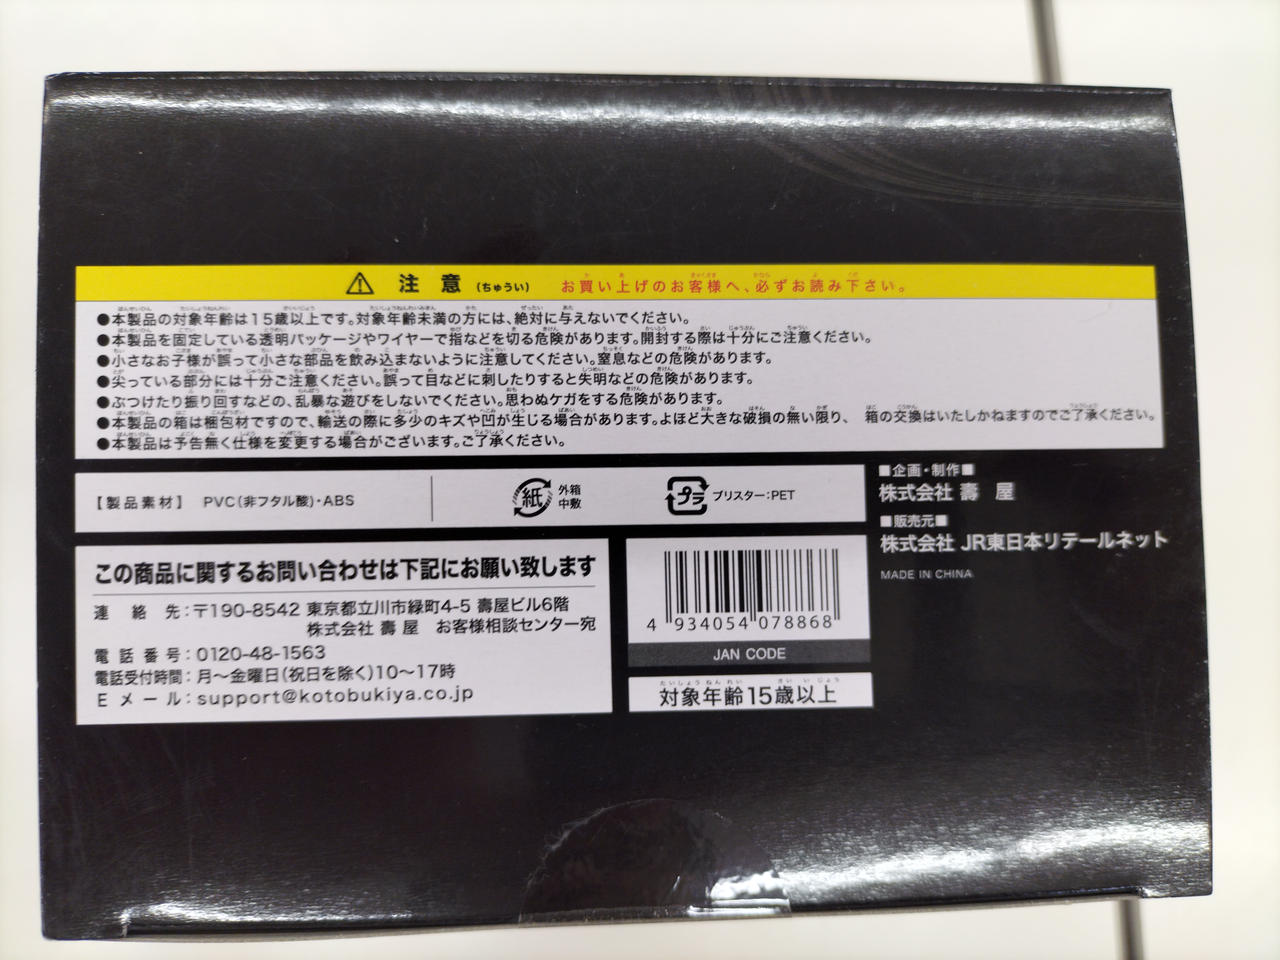 注意(ちゅうい) お買い上げのお客様へ、必ずお読み下さい。
●本製品の対象年齢は15歳以上です。対象年齢未満の方には、絶対に与えないでください。
●本製品を固定している透明パッケージやワイヤーで指などを切る危険があります。開封する際は十分にご注意ください。
●小さなお子様が誤って小さな部品を飲み込まないように注意してください。窒息などの危険があります。
●尖っている部分には十分ご注意ください。誤って目などに刺したりすると失明などの危険があります。
●ぶつけたり振り回すなどの、乱暴な遊びをしないでください。思わぬケガをする危険があります。
●本製品の箱は梱包材ですので、輸送の際に多少のキズや凹が生じる場合があります。よほど大きな破損の無い限り、 箱の交換はいたしかねますのでご了承ください。
●本製品は予告無く仕様を変更する場合がございます。ご了承ください。
【製品素材】 PVC(非フタル酸)・ABS
紙 外箱
中敷
プラ ブリスター:PET
■企画・制作■
株式会社 壽 屋
■販売元■
株式会社 JR東日本リテールネット
MADE IN CHINA
この商品に関するお問い合わせは下記にお願い致します
連絡先:〒190-8542 東京都立川市緑町4-5 壽屋ビル6階
株式会社 壽 屋 お客様相談センター宛
電話番号:0120-48-1563
電話受付時間:月〜金曜日(祝日を除く)10〜17時
Eメール:support@kotobukiya.co.jp
4 934054 078868
JAN CODE
対象年齢15歳以上